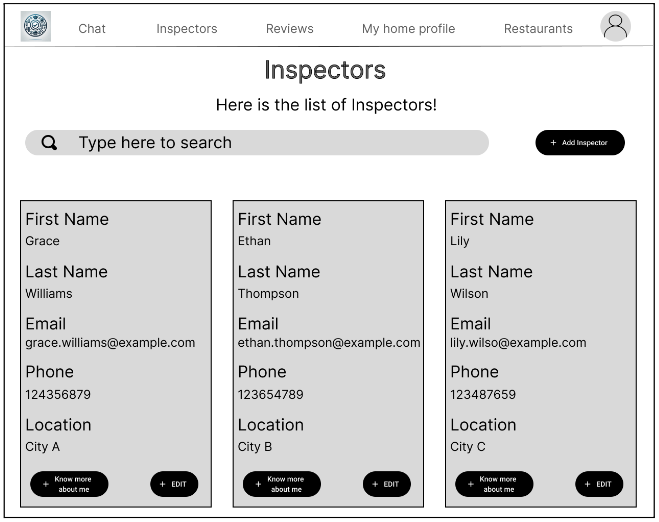 Chat Inspectors Reviews My home profile Restaurants
Inspectors
Here is the list of Inspectors!
Type here to search
+ Add Inspector
First Name
Grace
Last Name
Williams
Email
grace.williams@example.com
Phone
124356879
Location
City A
+ Know more
about me
+ EDIT
First Name
Ethan
Last Name
Thompson
Email
ethan.thompson@example.com
Phone
123654789
Location
City B
+ Know more
about me
+ EDIT
First Name
Lily
Last Name
Wilson
Email
lily.wilso@example.com
Phone
123487659
Location
City C
+ Know more
about me
+ EDIT